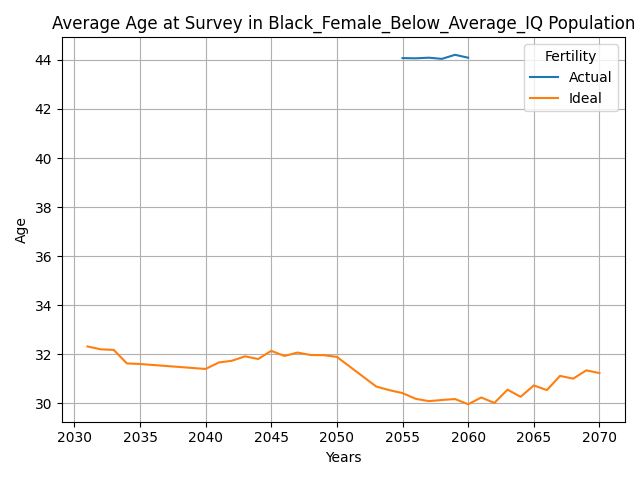 Average Age at Survey in Black_Female_Below_Average_IQ Population
Fertility
Actual
Ideal
Age
44
42
40
38
36
34
32
30
2030 2035 2040 2045 2050 2055 2060 2065 2070
Years